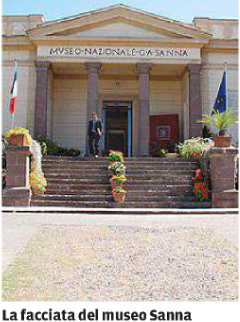 MUSEO·NAZIONALE·G·A·SANNA
La facciata del museo Sanna